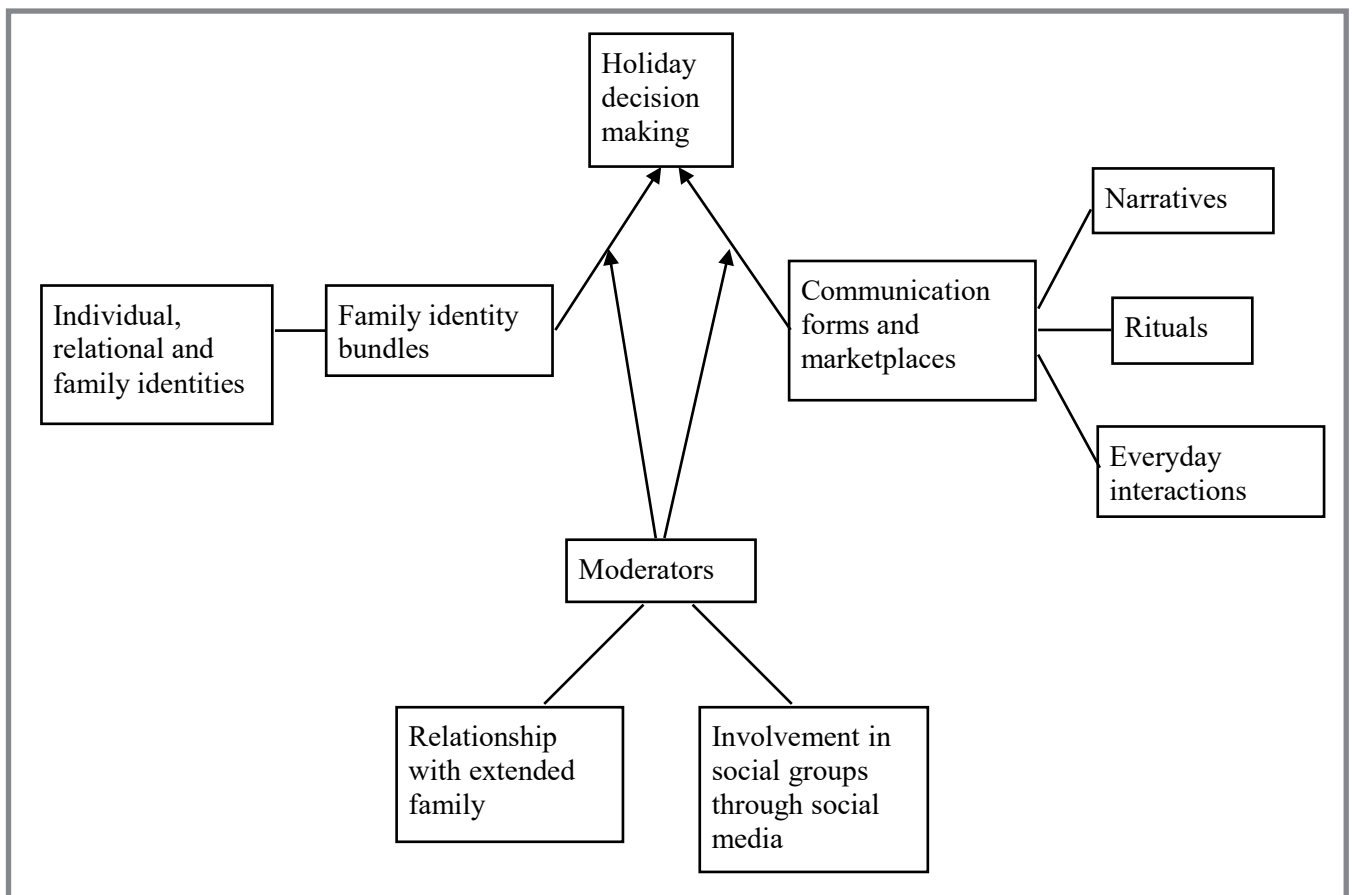 Holiday
decision
making
Narratives
Individual,
relational and
family identities
Family identity
bundles
Communication
forms and
marketplaces
Rituals
Everyday
interactions
Moderators
Relationship
with extended
family
Involvement in
social groups
through social
media